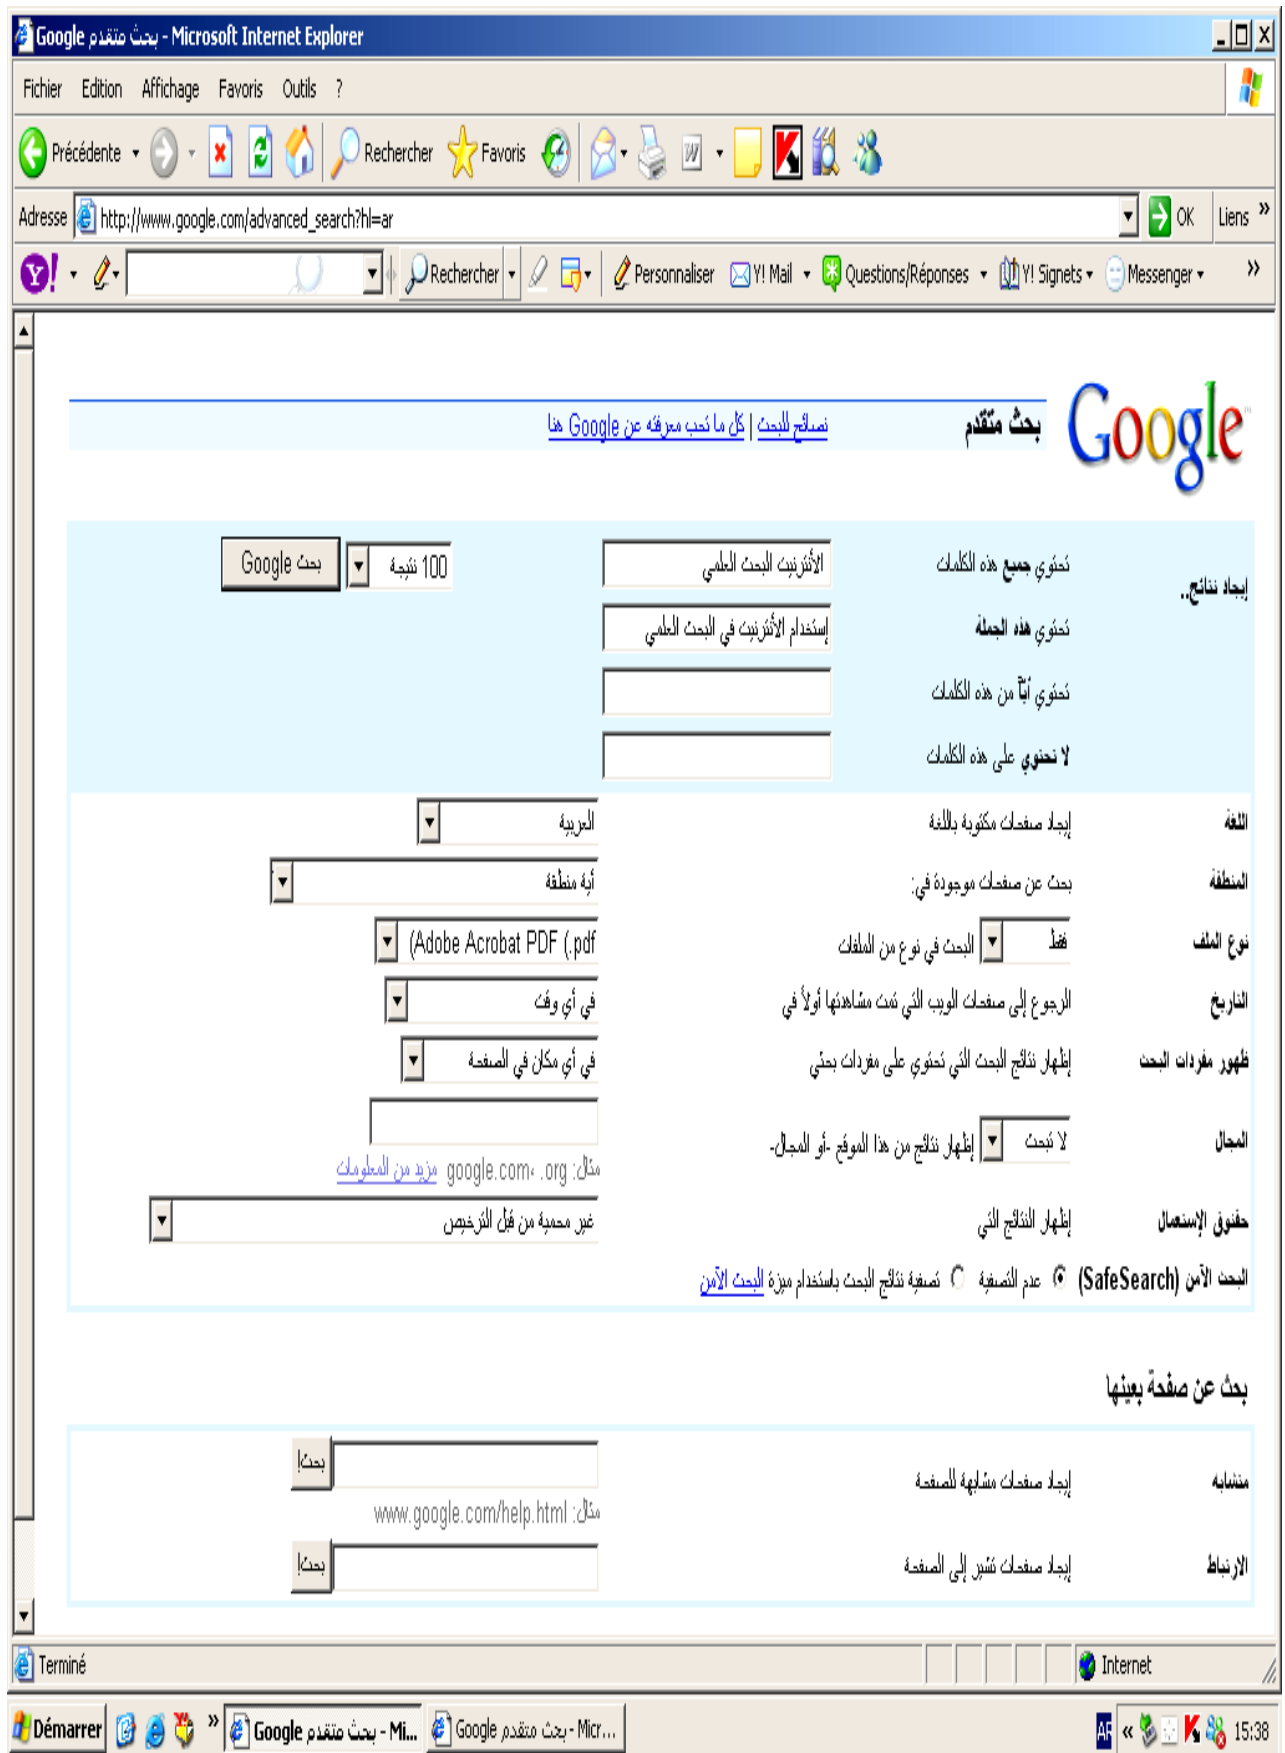 بحث متقدم Google - Microsoft Internet Explorer
Fichier Edition Affichage Favoris Outils ?
Précédente Rechercher Favoris
Adresse http://www.google.com/advanced_search?hl=ar OK Liens »
Y! Rechercher Personnaliser Y! Mail Questions/Réponses Y! Signets Messenger »
Google
بحث متقدم نصائح للبحث | كل ما تحب معرفته عن Google هنا
إيجاد نتائج.. تحتوي جميع هذه الكلمات الأنترنيت البحث العلمي 100 نتيجة بحث Google
تحتوي هذه الجملة إستخدام الأنترنيت في البحث العلمي
تحتوي أيّاً من هذه الكلمات
لا تحتوي على هذه الكلمات
اللغة إيجاد صفحات مكتوبة باللغة العربية
المنطقة بحث عن صفحات موجودة في: أية منطقة
نوع الملف فقط البحث في نوع من الملفات (Adobe Acrobat PDF (.pdf
التاريخ الرجوع إلى صفحات الويب التي تمت مشاهدتها أولاً في في أي وقت
ظهور مفردات البحث إظهار نتائج البحث التي تحتوي على مفردات بحثي في أي مكان في الصفحة
المجال لا تبحث إظهار نتائج من هذا الموقع -أو المجال-
مثال: google.com، .org مزيد من المعلومات
حقنوق الإستعمال إظهار النتائج التي غير محمية من قبل الترخيص
البحث الآمن (SafeSearch) عدم التصفية تصفية نتائج البحث باستخدام ميزة البحث الآمن
بحث عن صفحة بعينها
متشابه إيجاد صفحات مشابهة للصفحة بحث!
مثال: www.google.com/help.html
الارتباط إيجاد صفحات تشير إلى الصفحة بحث!
Terminé Internet
Démarrer » بحث متقدم Google - Mi... بحث متقدم Google - Micr... AR « 15:38